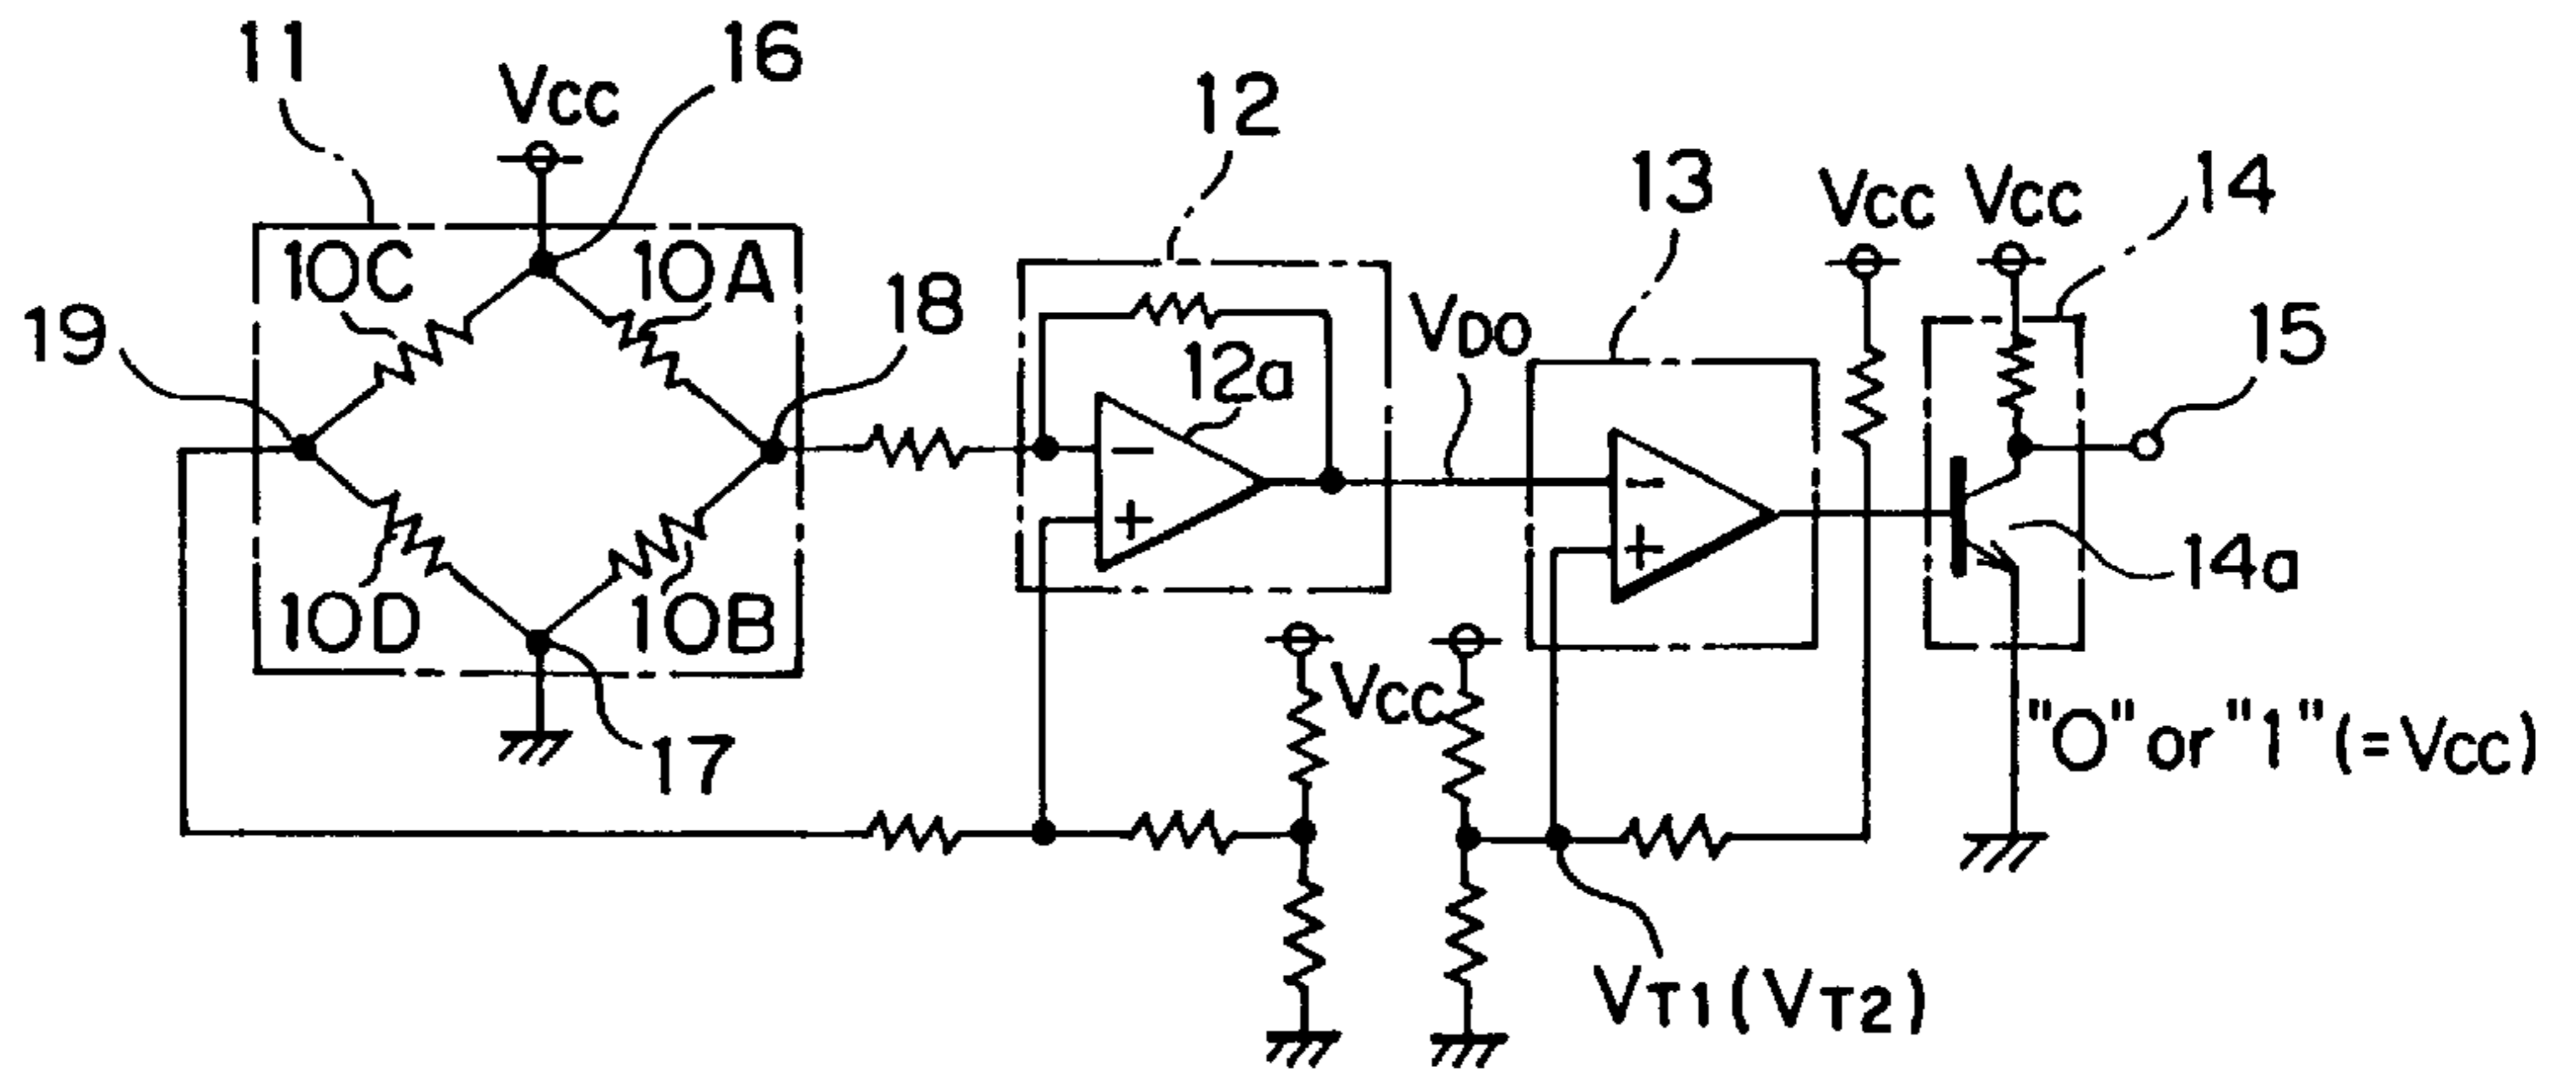 11
VCC
16
12
13
VCC
VCC
14
10C
10A
18
19
12a
VDO
15
−
+
−
+
14a
10D
10B
17
VCC
"0" or "1" (=VCC)
VT1 (VT2)